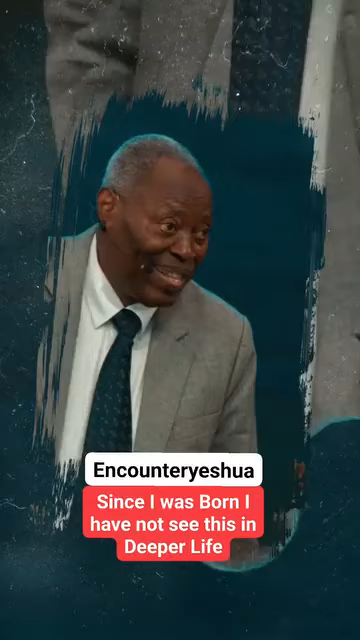 Encounteryeshua
Since I was Born I
have not see this in
Deeper Life